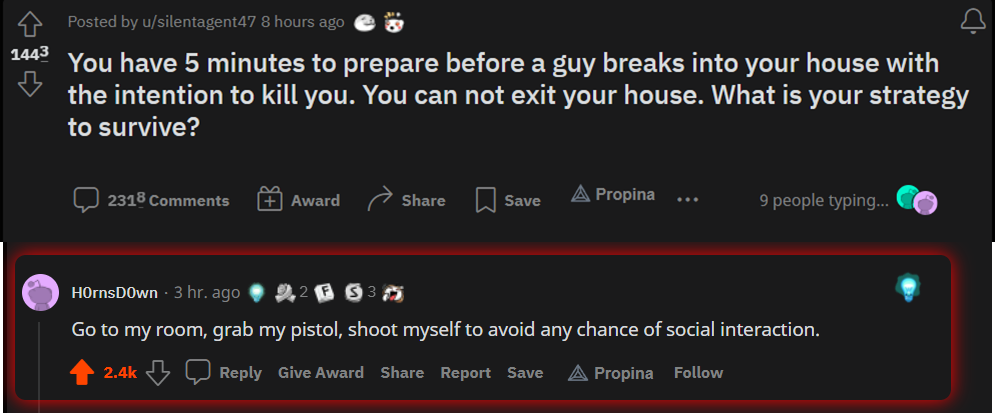 Posted by u/silentagent47 8 hours ago
1443
You have 5 minutes to prepare before a guy breaks into your house with
the intention to kill you. You can not exit your house. What is your strategy
to survive?
2318 Comments Award Share Save Propina ... 9 people typing...
H0rnsD0wn · 3 hr. ago 2 F S 3
Go to my room, grab my pistol, shoot myself to avoid any chance of social interaction.
2.4k Reply Give Award Share Report Save Propina Follow